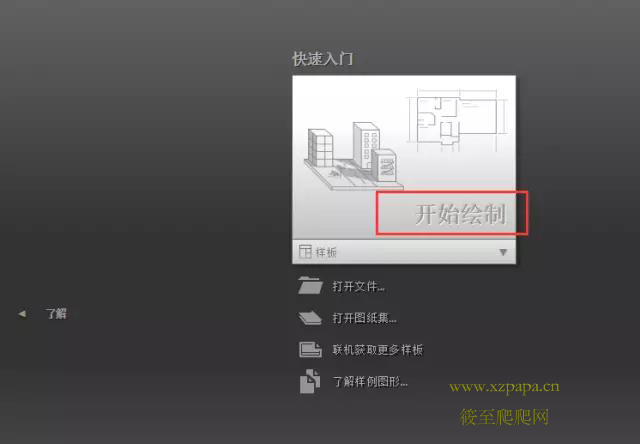 快速入门
开始绘制
样板
打开文件...
打开图纸集...
了解
联机获取更多样板
了解样例图形...
www.xzpapa.cn
筱至爬爬网